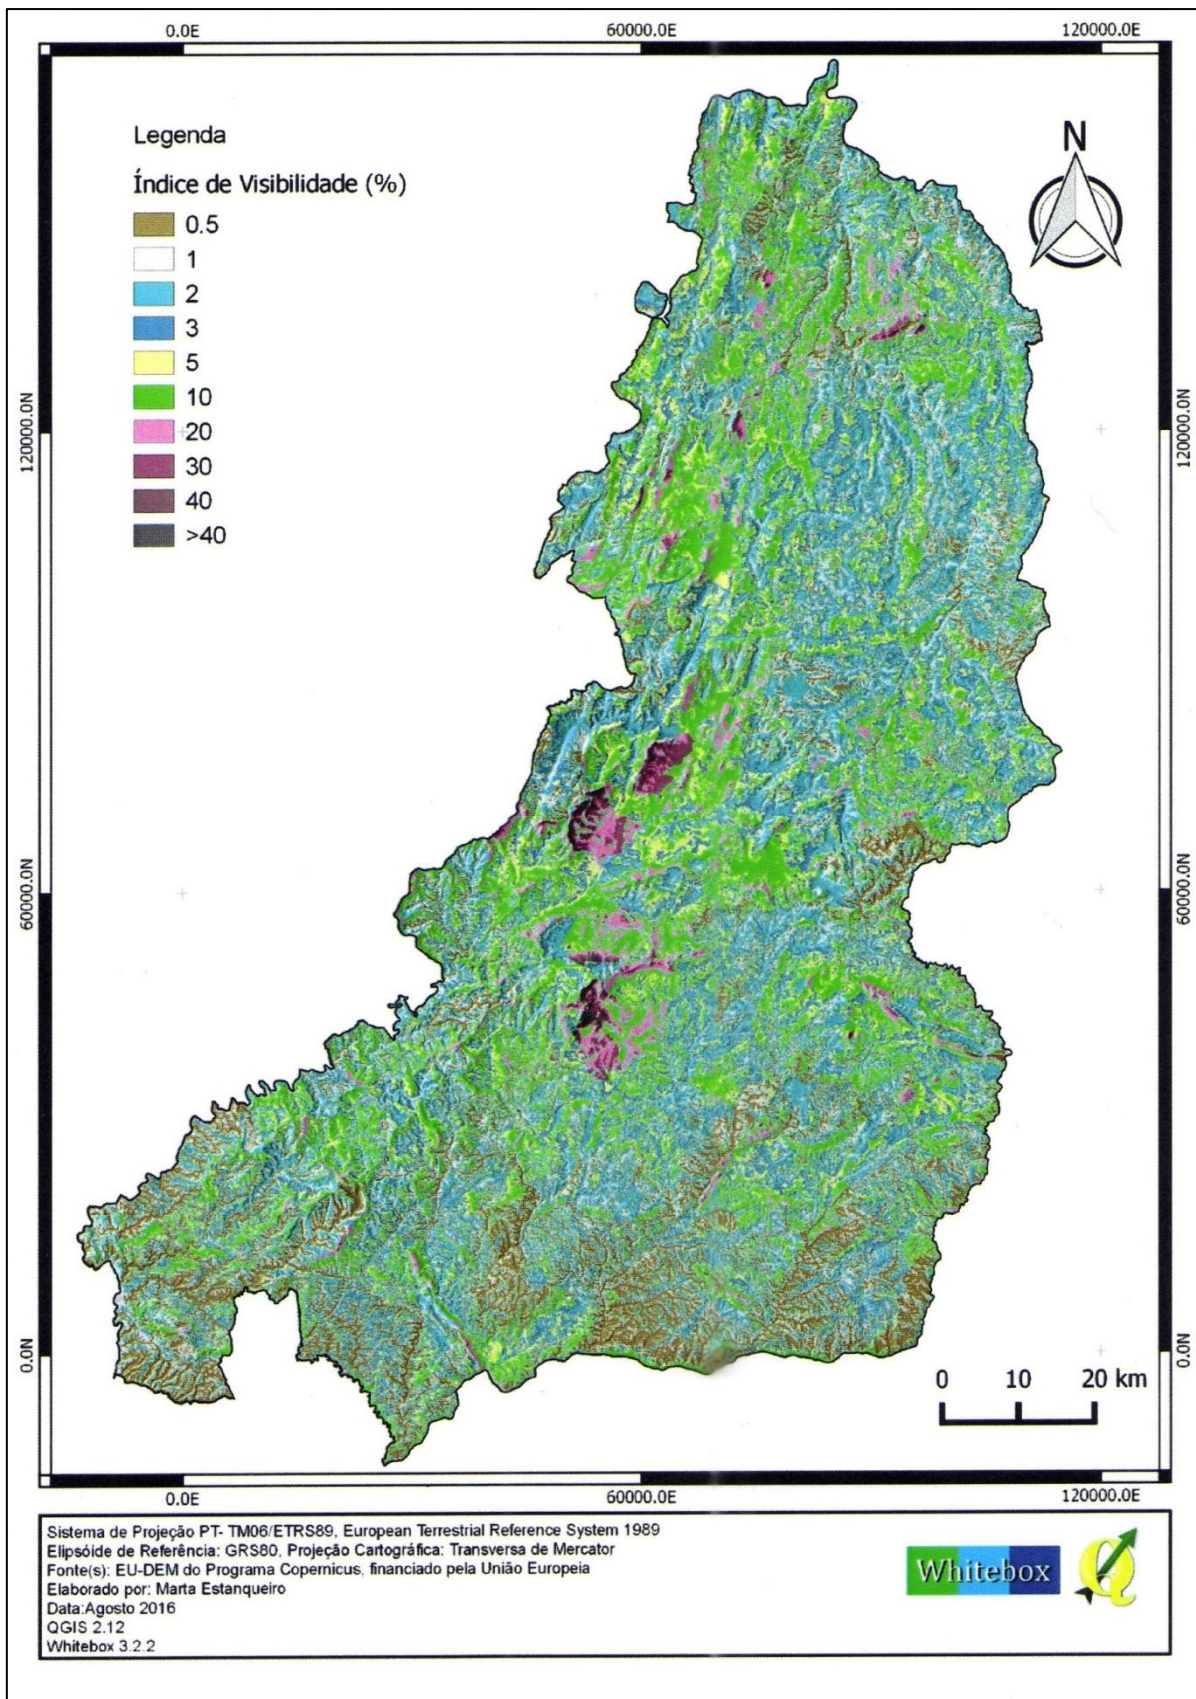 0.0E 60000.0E 120000.0E
Legenda
Índice de Visibilidade (%)
0.5
1
2
3
5
10
20
30
40
>40
N
120000.0N
120000.0N
60000.0N
60000.0N
0.0N
0.0N
0 10 20 km
0.0E 60000.0E 120000.0E
Sistema de Projeção PT- TM06/ETRS89, European Terrestrial Reference System 1989
Elipsóide de Referência: GRS80, Projeção Cartográfica: Transversa de Mercator
Fonte(s): EU-DEM do Programa Copernicus, financiado pela União Europeia
Elaborado por: Marta Estanqueiro
Data:Agosto 2016
QGIS 2.12
Whitebox 3.2.2
Whitebox
Q